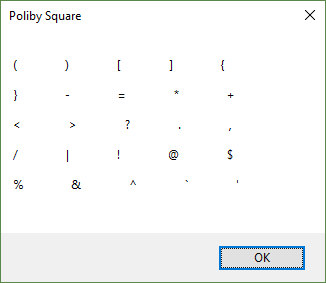 Poliby Square
( ) [ ] {
} - = * +
< > ? . ,
/ | ! @ $
% & ^ ` '
OK